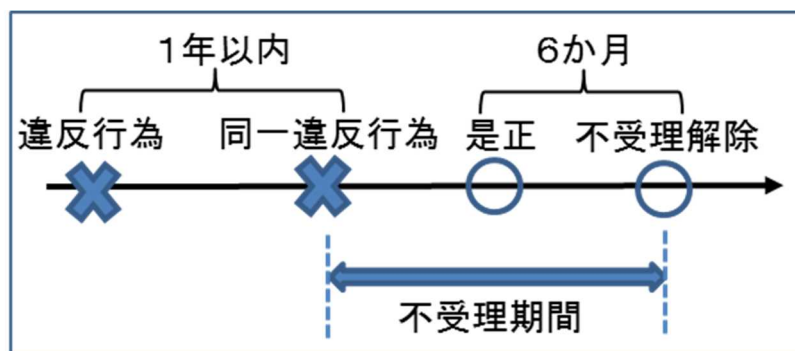 １年以内
６か月
違反行為
同一違反行為
是正
不受理解除
不受理期間